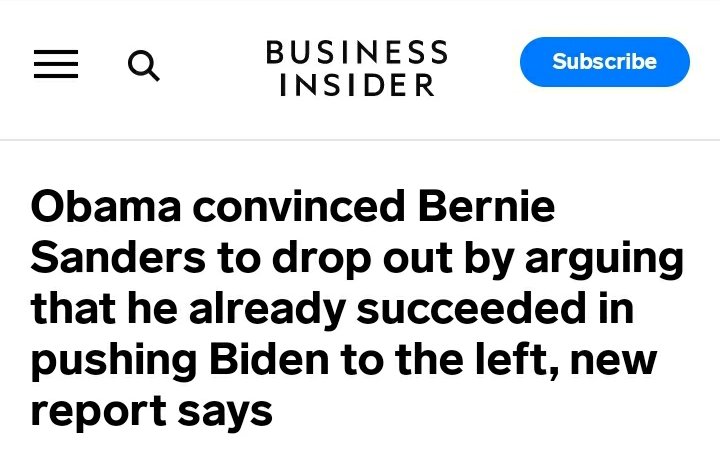 BUSINESS
INSIDER
Subscribe
Obama convinced Bernie
Sanders to drop out by arguing
that he already succeeded in
pushing Biden to the left, new
report says